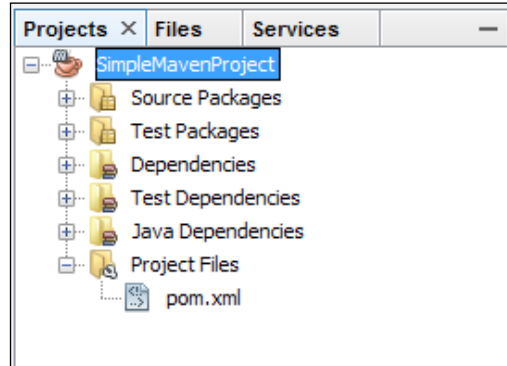 Projects × Files Services
SimpleMavenProject
Source Packages
Test Packages
Dependencies
Test Dependencies
Java Dependencies
Project Files
pom.xml